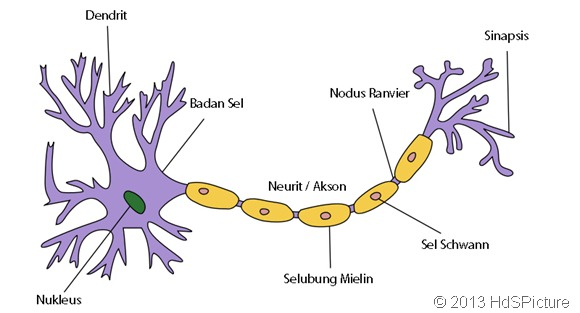 Dendrit
Sinapsis
Badan Sel
Nodus Ranvier
Neurit / Akson
Sel Schwann
Selubung Mielin
Nukleus
© 2013 HdSPicture